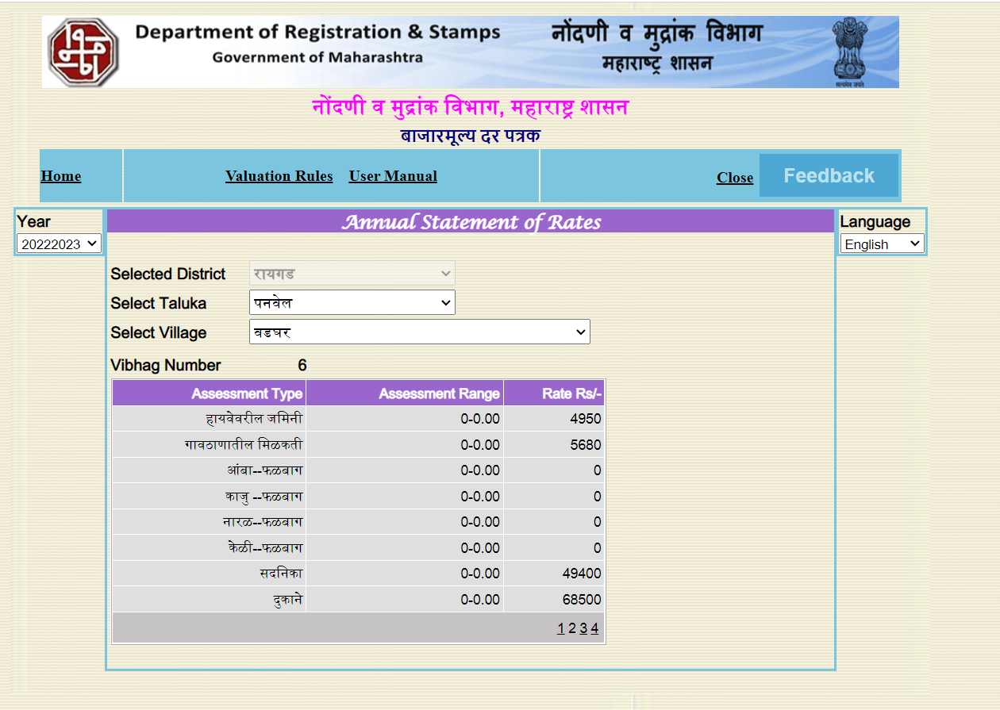 Department of Registration & Stamps
Government of Maharashtra
नोंदणी व मुद्रांक विभाग
महाराष्ट्र शासन
सत्यमेव जयते
नोंदणी व मुद्रांक विभाग, महाराष्ट्र शासन
बाजारमूल्य दर पत्रक
Home Valuation Rules User Manual Close Feedback
Year
20222023
Annual Statement of Rates
Language
English
Selected District रायगड
Select Taluka पनवेल
Select Village वडघर
Vibhag Number 6
Assessment Type Assessment Range Rate Rs/-
हायवेवरील जमिनी 0-0.00 4950
गावठाणातील मिळकती 0-0.00 5680
आंबा--फळबाग 0-0.00 0
काजु --फळबाग 0-0.00 0
नारळ--फळबाग 0-0.00 0
केळी--फळबाग 0-0.00 0
सदनिका 0-0.00 49400
दुकाने 0-0.00 68500
1 2 3 4